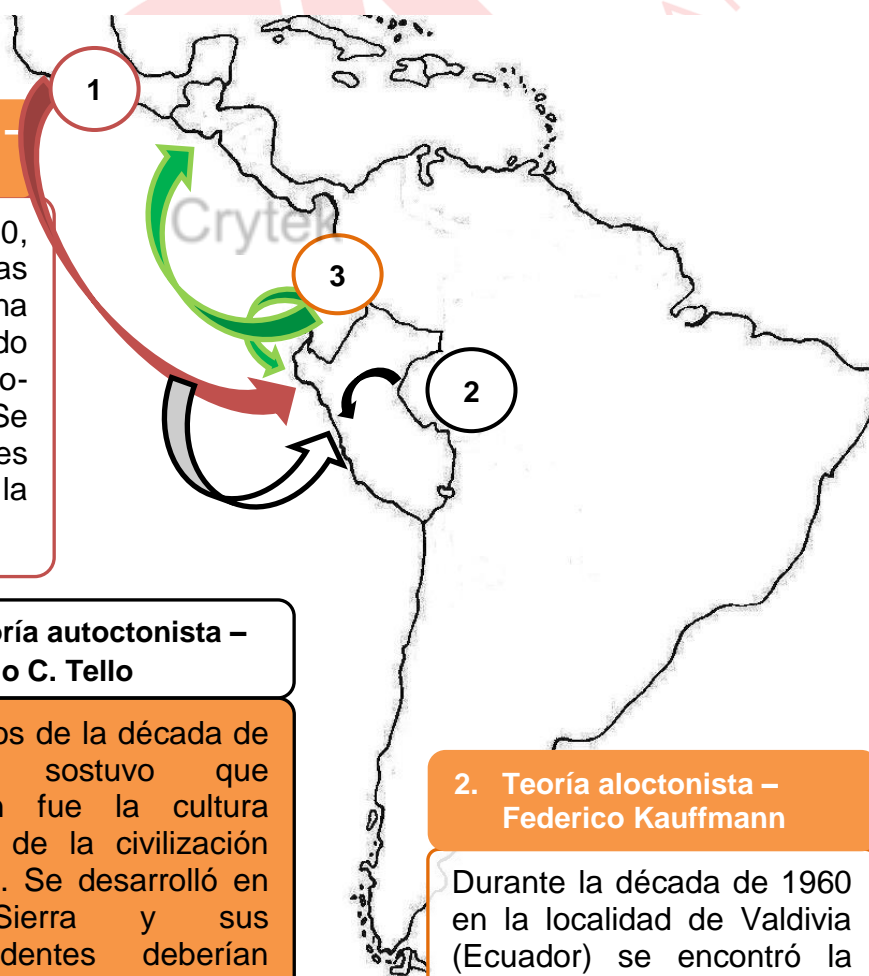 1
–
0,
as
na
do
o-
Se
es
la
Crytek
3
2
ría autoctonista –
o C. Tello
os de la década de
sostuvo que
fue la cultura
de la civilización
. Se desarrolló en
Sierra y sus
dentes deberían
2. Teoría aloctonista –
Federico Kauffmann
Durante la década de 1960
en la localidad de Valdivia
(Ecuador) se encontró la